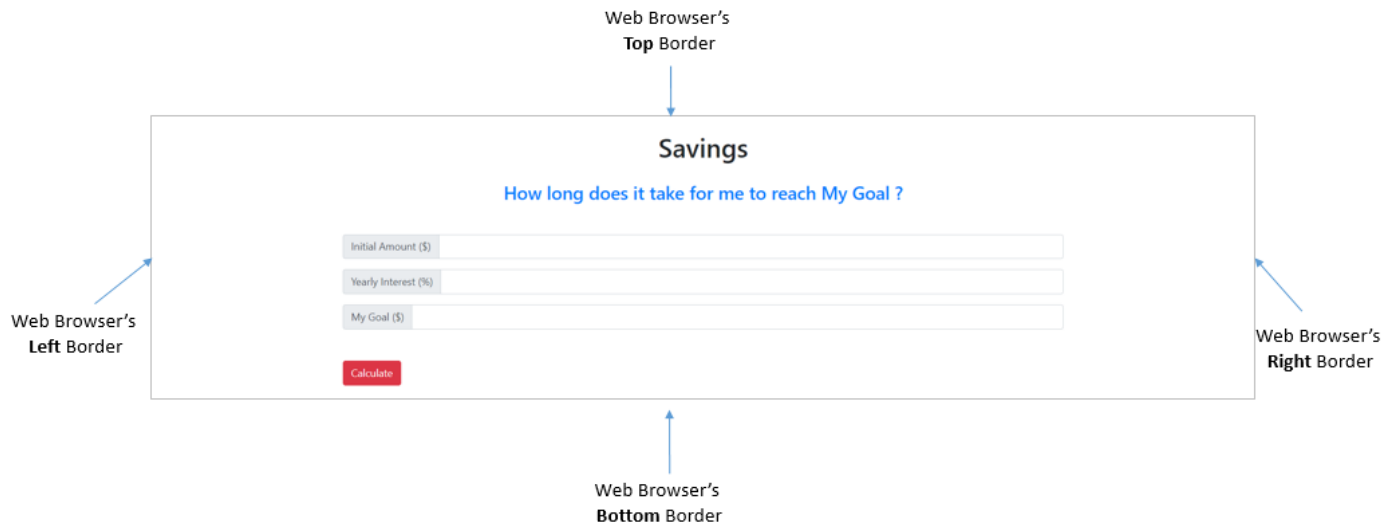 Web Browser's
Top Border
Savings
How long does it take for me to reach My Goal ?
Initial Amount ($)
Yearly Interest (%)
My Goal ($)
Calculate
Web Browser's
Left Border
Web Browser's
Right Border
Web Browser's
Bottom Border